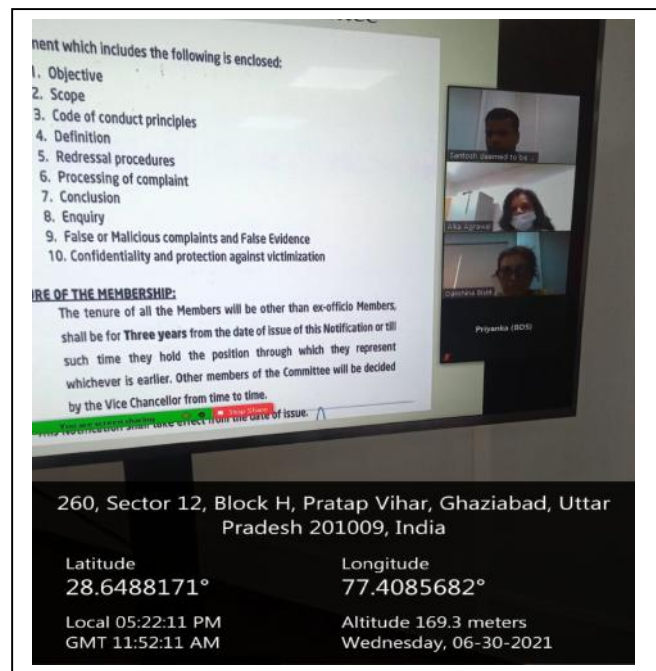 nent which includes the following is enclosed:
1. Objective
2. Scope
3. Code of conduct principles
4. Definition
5. Redressal procedures
6. Processing of complaint
7. Conclusion
8. Enquiry
9. False or Malicious complaints and False Evidence
10. Confidentiality and protection against victimization
RE OF THE MEMBERSHIP:
The tenure of all the Members will be other than ex-officio Members,
shall be for Three years from the date of issue of this Notification or till
such time they hold the position through which they represent
whichever is earlier. Other members of the Committee will be decided
by the Vice Chancellor from time to time.
You are screen sharing
Stop Share
This Notification shall take effect from the date of issue.
Santosh deemed to be ...
Alka Agrawal
Priyanka (BDS)
260, Sector 12, Block H, Pratap Vihar, Ghaziabad, Uttar
Pradesh 201009, India
Latitude
28.6488171°
Longitude
77.4085682°
Local 05:22:11 PM
GMT 11:52:11 AM
Altitude 169.3 meters
Wednesday, 06-30-2021